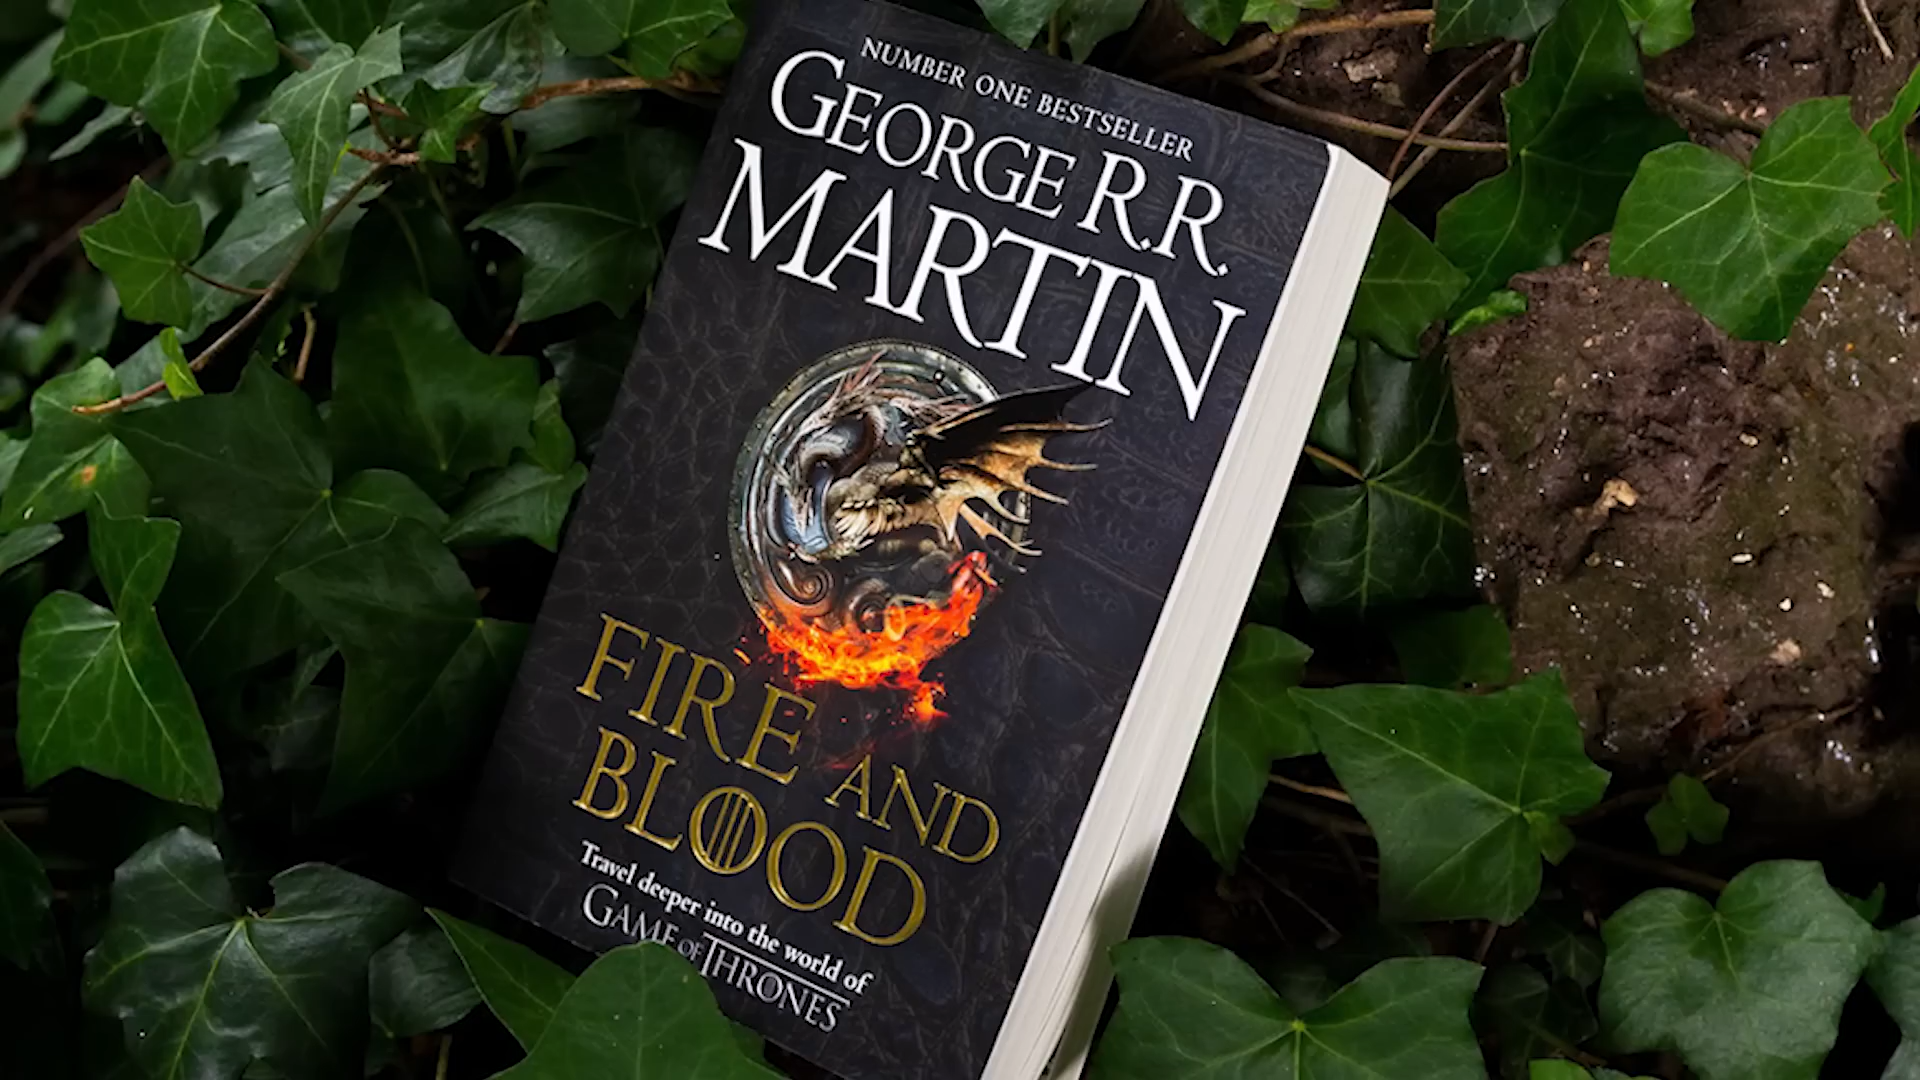 NUMBER ONE BESTSELLER
GEORGE R.R.
MARTIN
FIRE AND
BLOOD
Travel deeper into the world of
GAME OF THRONES